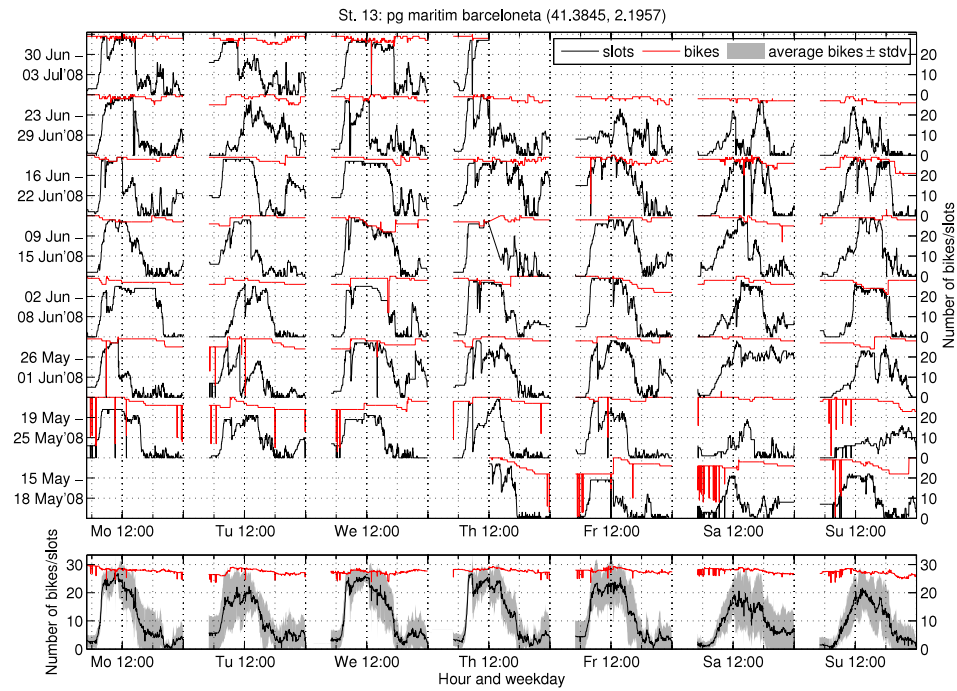 St. 13: pg maritim barceloneta (41.3845, 2.1957)
slots bikes average bikes ± stdv
30 Jun –
03 Jul'08
23 Jun –
29 Jun'08
16 Jun –
22 Jun'08
09 Jun –
15 Jun'08
02 Jun –
08 Jun'08
26 May –
01 Jun'08
19 May –
25 May'08
15 May –
18 May'08
20
10
0
20
10
0
20
10
0
20
10
0
20
10
0
20
10
0
20
10
0
20
10
0
Number of bikes/slots
Mo 12:00 Tu 12:00 We 12:00 Th 12:00 Fr 12:00 Sa 12:00 Su 12:00
Number of bikes/slots
30 30
20 20
10 10
0 0
Mo 12:00 Tu 12:00 We 12:00 Th 12:00 Fr 12:00 Sa 12:00 Su 12:00
Hour and weekday